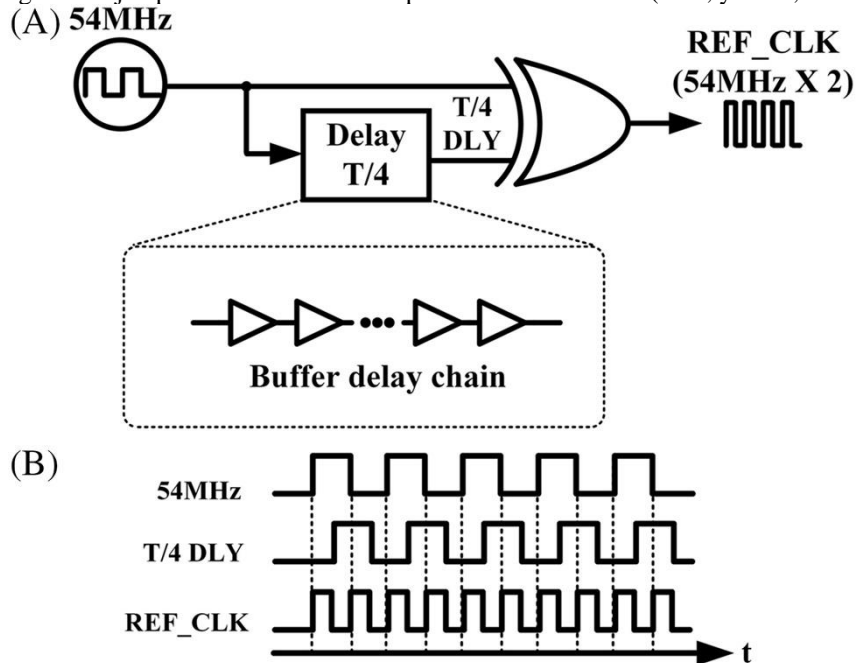 (A) 54MHz
REF_CLK
(54MHz X 2)
T/4
DLY
Delay
T/4
Buffer delay chain
(B)
54MHz
T/4 DLY
REF_CLK
t